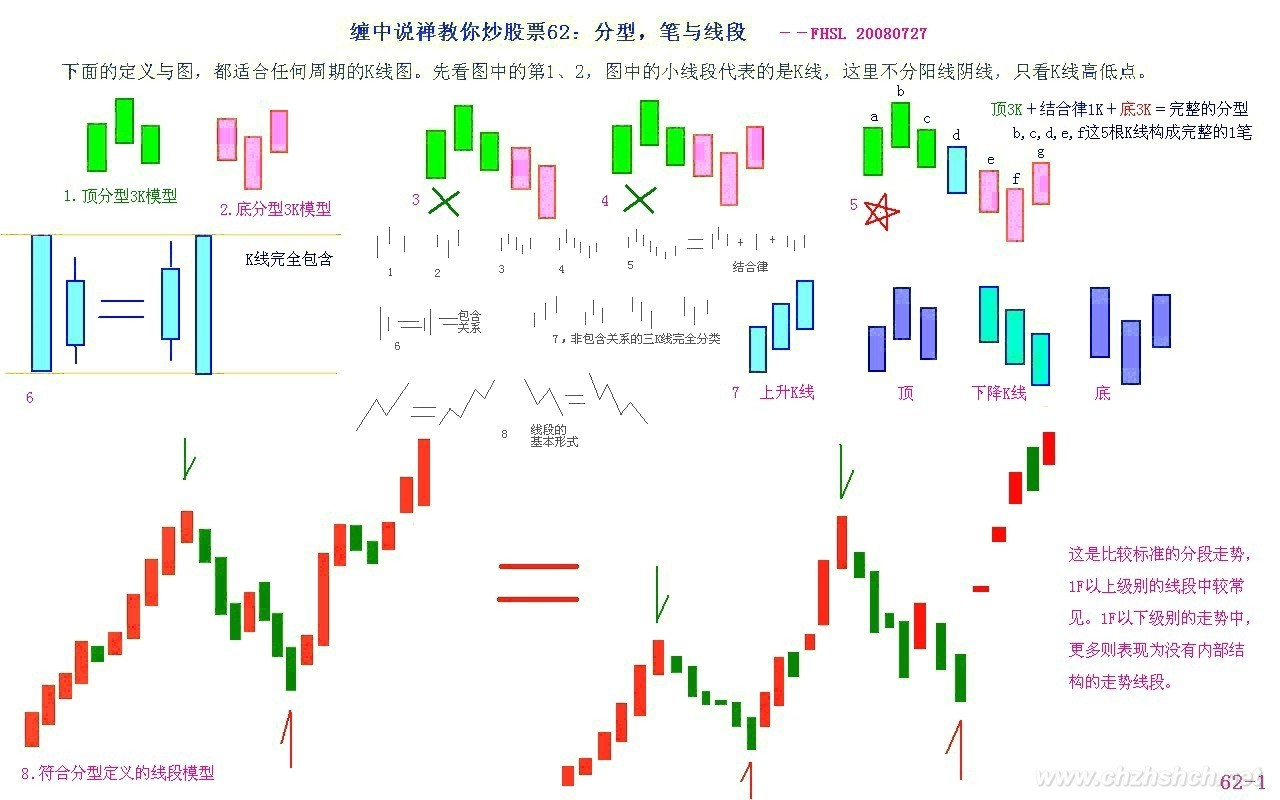 缠中说禅教你炒股票62：分型，笔与线段 －－FHSL 20080727
下面的定义与图，都适合任何周期的K线图。先看图中的第1、2，图中的小线段代表的是K线，这里不分阳线阴线，只看K线高低点。
顶3K＋结合律1K＋底3K＝完整的分型
b,c,d,e,f这5根K线构成完整的1笔
a
b
c
d
e
f
g
1.顶分型3K模型
2.底分型3K模型
3
4
5
K线完全包含
6
1
2
3
4
5
+
+
结合律
6
包含
关系
7，非包含关系的三K线完全分类
7 上升K线
顶
下降K线
底
8
线段的
基本形式
这是比较标准的分段走势，
1F以上级别的线段中较常
见。1F以下级别的走势中，
更多则表现为没有内部结
构的走势线段。
8.符合分型定义的线段模型
www.chzhshch.net
62-1